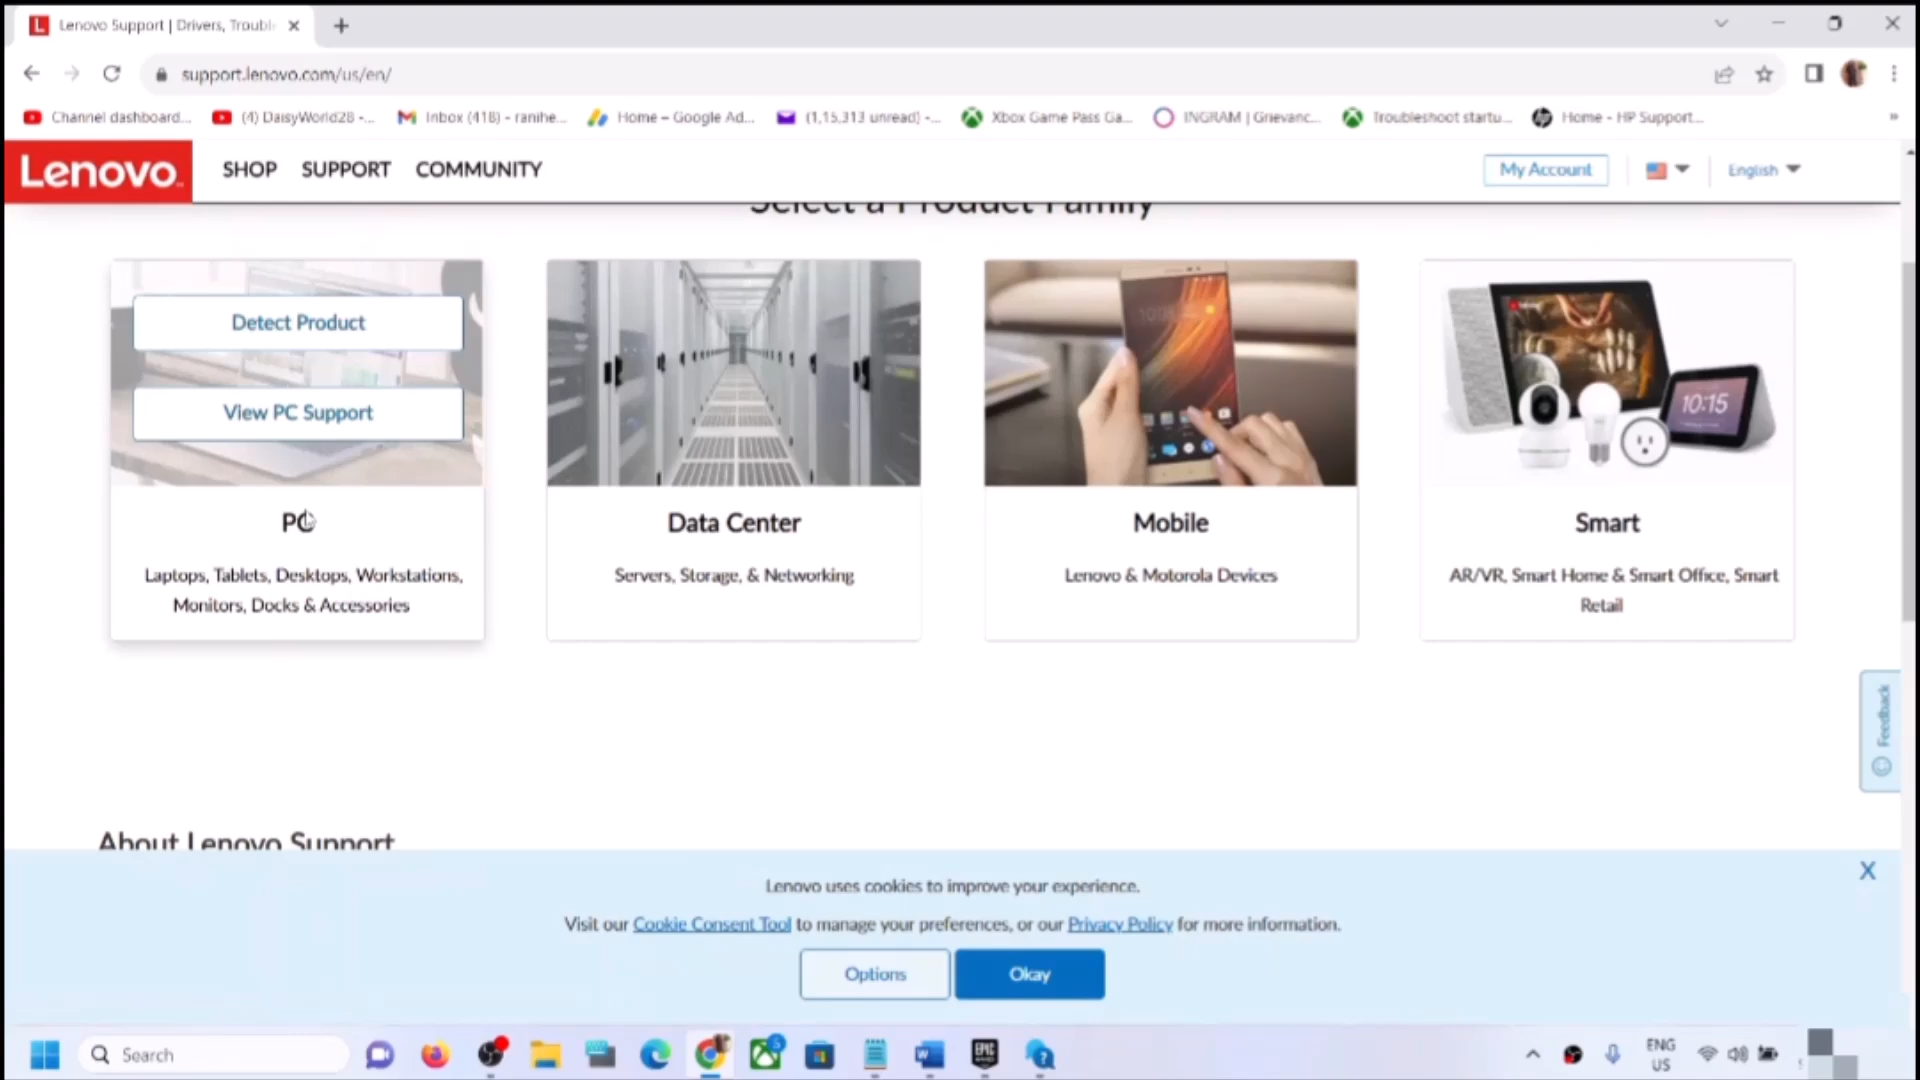 Lenovo Support | Drivers, Trouble
support.lenovo.com/us/en/
Channel dashboard...
(4) DaisyWorld28 -...
Inbox (418) - ranihe...
Home – Google Ad...
(1,15,313 unread) -...
Xbox Game Pass Ga...
INGRAM | Grievanc...
Troubleshoot startu...
Home - HP Support...
Lenovo
SHOP
SUPPORT
COMMUNITY
My Account
English
Select a Product Family
Detect Product
View PC Support
10:15
PC
Data Center
Mobile
Smart
Laptops, Tablets, Desktops, Workstations,
Monitors, Docks & Accessories
Servers, Storage, & Networking
Lenovo & Motorola Devices
AR/VR, Smart Home & Smart Office, Smart
Retail
Feedback
About Lenovo Support
Lenovo uses cookies to improve your experience.
Visit our Cookie Consent Tool to manage your preferences, or our Privacy Policy for more information.
Options
Okay
Search
5
EPIC
ENG
US